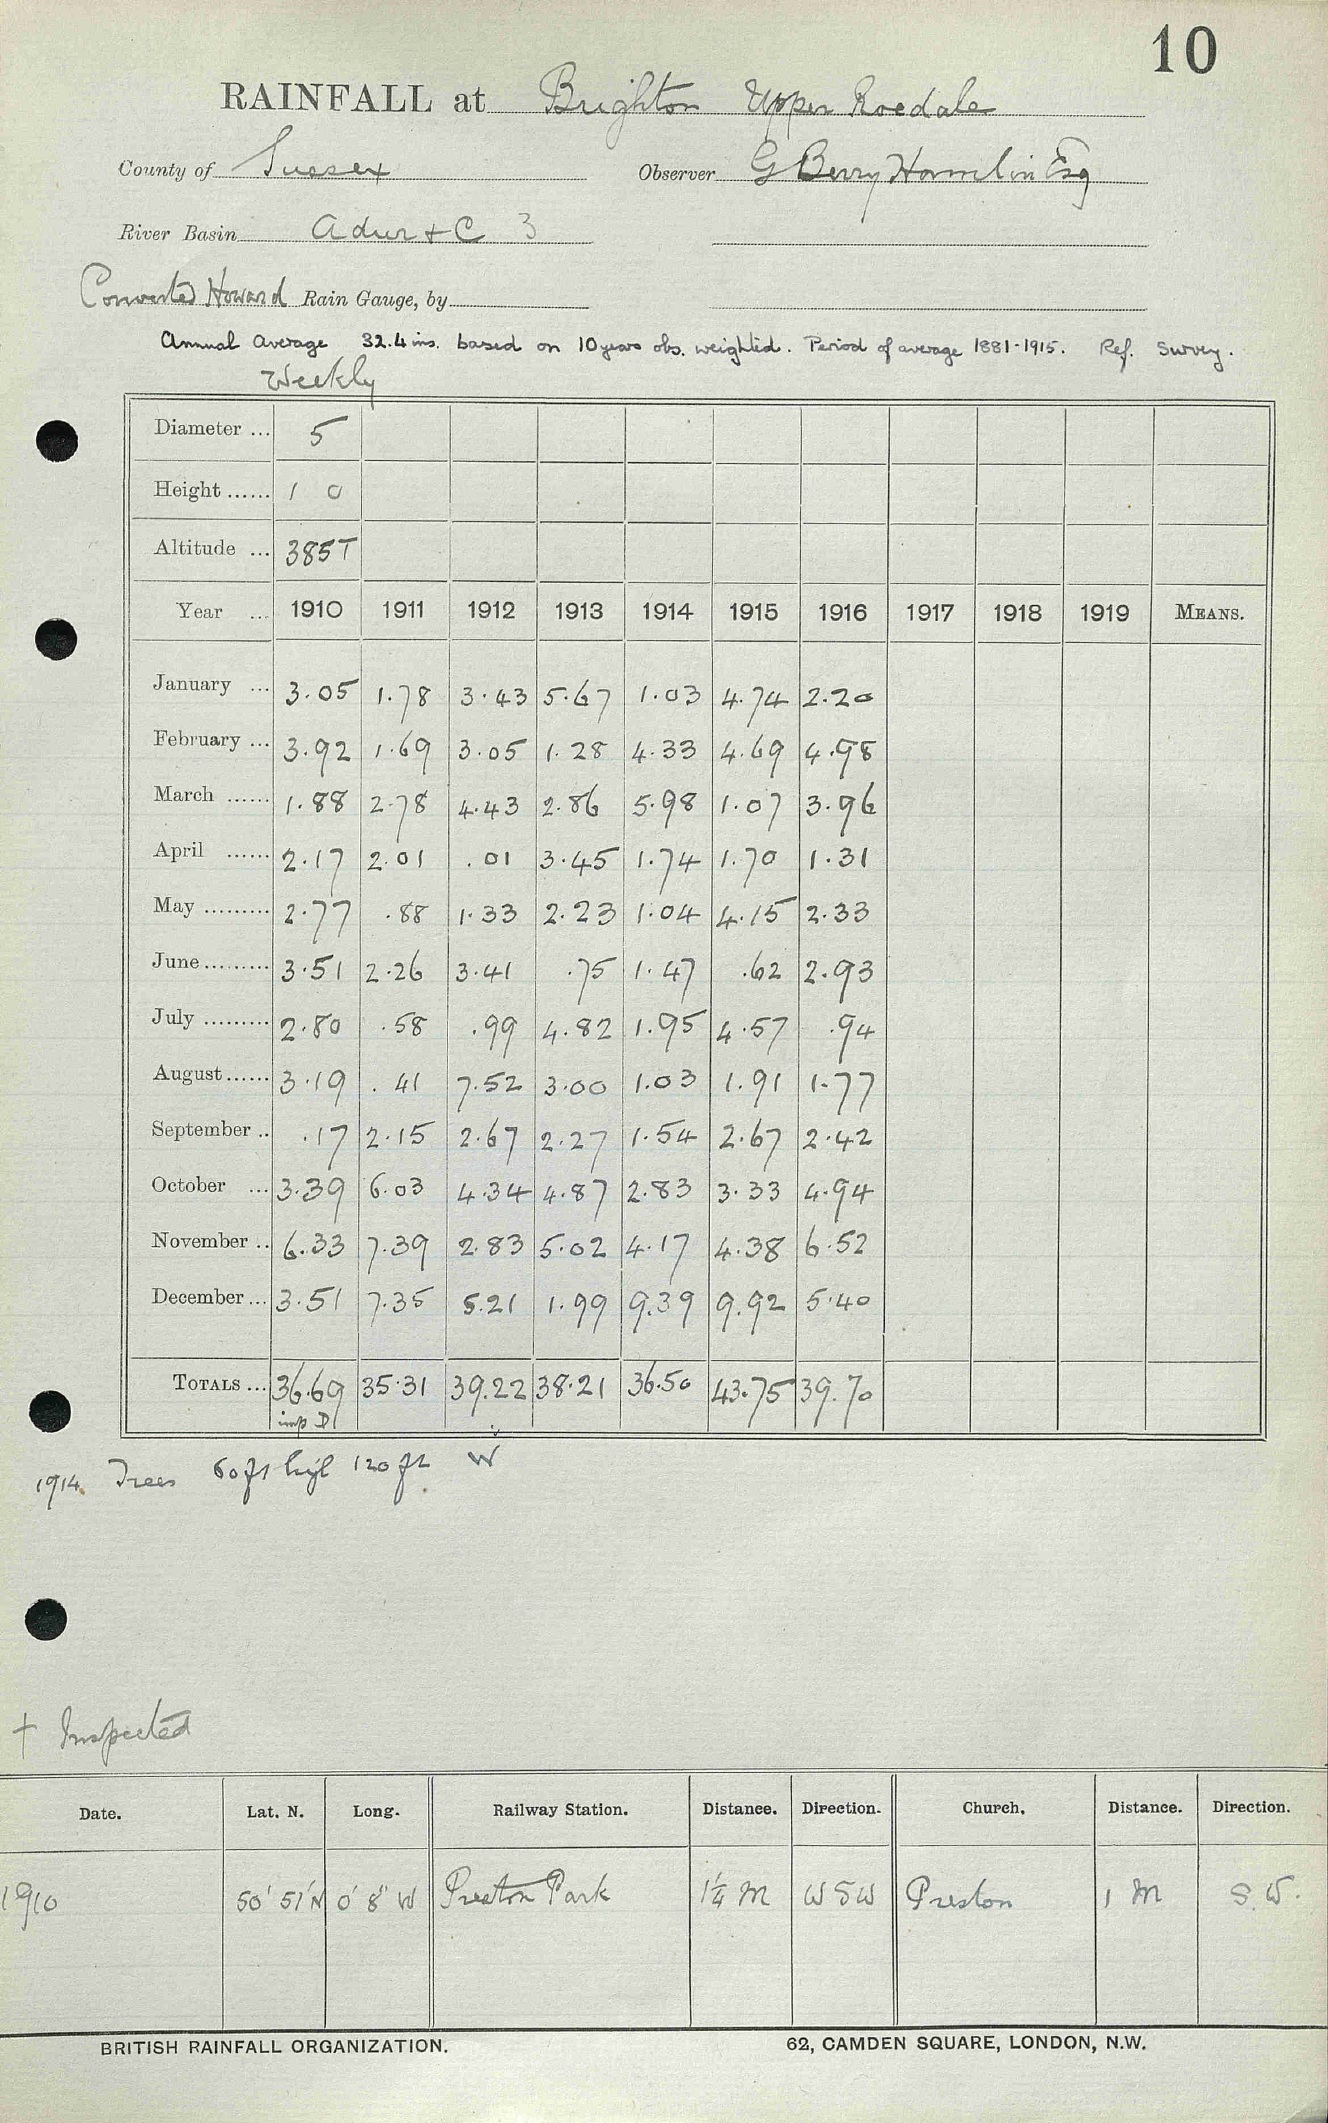 10
RAINFALL at Brighton Upper Roedale
County of Sussex Observer G Berry Hamlin Esq
River Basin Adur + C 3
Converted Howard Rain Gauge, by
Annual Average 32.4 ins. based on 10 years obs. weighted. Period of average 1881-1915. Ref. Survey.
Weekly
Diameter ... 5
Height ...... 1 0
Altitude ... 385T
Year ... 1910 1911 1912 1913 1914 1915 1916 1917 1918 1919 MEANS.
January ... 3.05 1.78 3.43 5.67 1.03 4.74 2.20
February ... 3.92 1.69 3.05 1.28 4.33 4.69 4.98
March ...... 1.88 2.78 4.43 2.86 5.98 1.07 3.96
April ...... 2.17 2.01 .01 3.45 1.74 1.70 1.31
May ......... 2.77 .88 1.33 2.23 1.04 4.15 2.33
June ......... 3.51 2.26 3.41 .75 1.47 .62 2.93
July ......... 2.80 .58 .99 4.82 1.95 4.57 .94
August ...... 3.19 .41 7.52 3.00 1.03 1.91 1.77
September .. .17 2.15 2.67 2.27 1.54 2.67 2.42
October ... 3.39 6.03 4.34 4.87 2.83 3.33 4.94
November .. 6.33 7.39 2.83 5.02 4.17 4.38 6.52
December ... 3.51 7.35 5.21 1.99 9.39 9.92 5.40
TOTALS ... 36.69 35.31 39.22 38.21 36.50 43.75 39.70
1914. Trees 60 ft high 120 ft W
† Inspected
Date. Lat. N. Long. Railway Station. Distance. Direction. Church. Distance. Direction.
1910 50' 51' N 0' 8" W Preston Park 1¼ M WSW Preston 1 M S.W.
BRITISH RAINFALL ORGANIZATION. 62, CAMDEN SQUARE, LONDON, N.W.